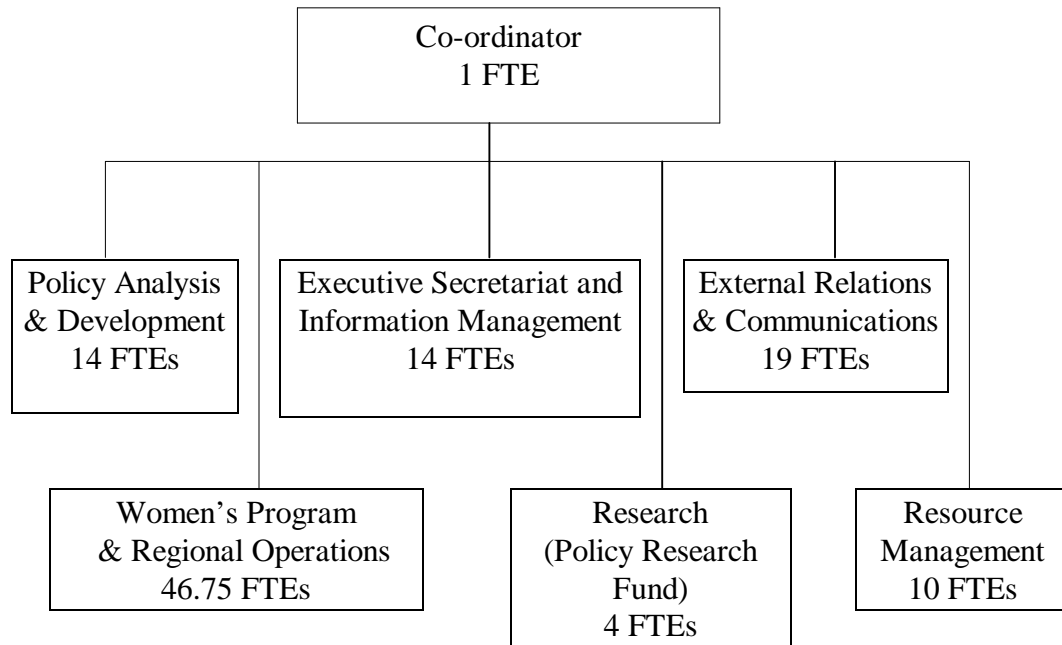 Co-ordinator
1 FTE
Policy Analysis
& Development
14 FTEs
Executive Secretariat and
Information Management
14 FTEs
External Relations
& Communications
19 FTEs
Women’s Program
& Regional Operations
46.75 FTEs
Research
(Policy Research
Fund)
4 FTEs
Resource
Management
10 FTEs